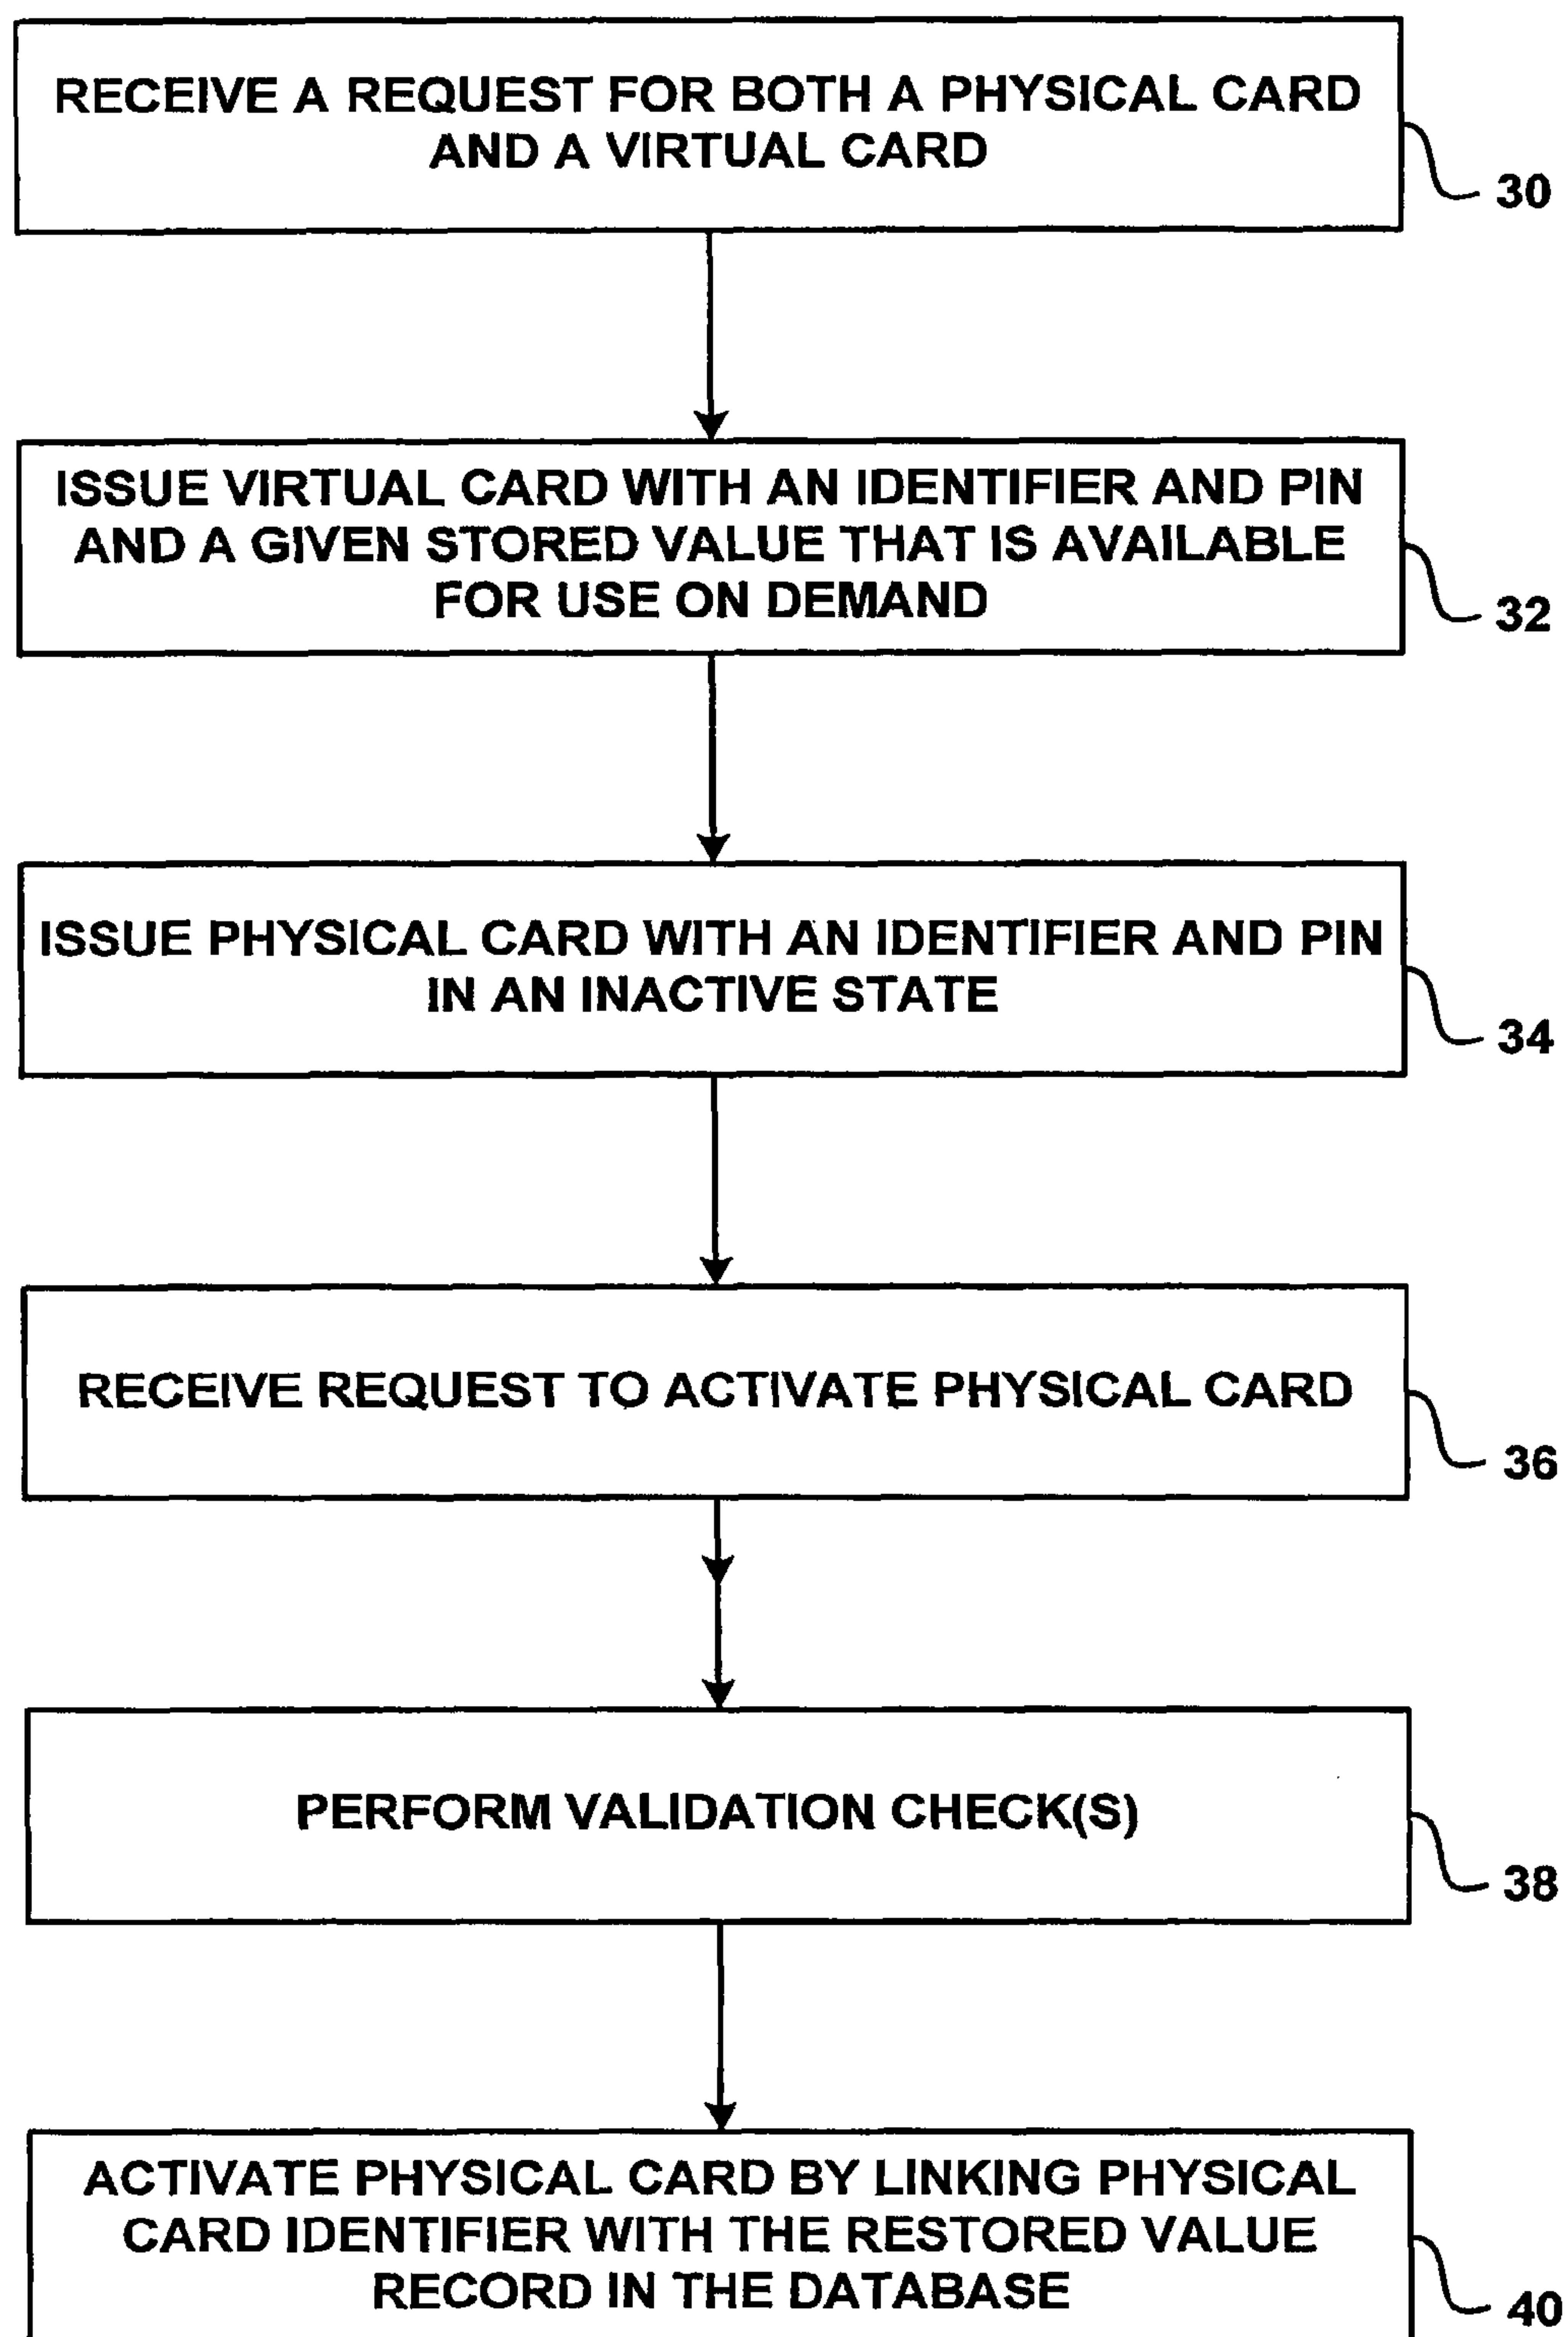 RECEIVE A REQUEST FOR BOTH A PHYSICAL CARD
AND A VIRTUAL CARD
30
ISSUE VIRTUAL CARD WITH AN IDENTIFIER AND PIN
AND A GIVEN STORED VALUE THAT IS AVAILABLE
FOR USE ON DEMAND
32
ISSUE PHYSICAL CARD WITH AN IDENTIFIER AND PIN
IN AN INACTIVE STATE
34
RECEIVE REQUEST TO ACTIVATE PHYSICAL CARD
36
PERFORM VALIDATION CHECK(S)
38
ACTIVATE PHYSICAL CARD BY LINKING PHYSICAL
CARD IDENTIFIER WITH THE RESTORED VALUE
RECORD IN THE DATABASE
40